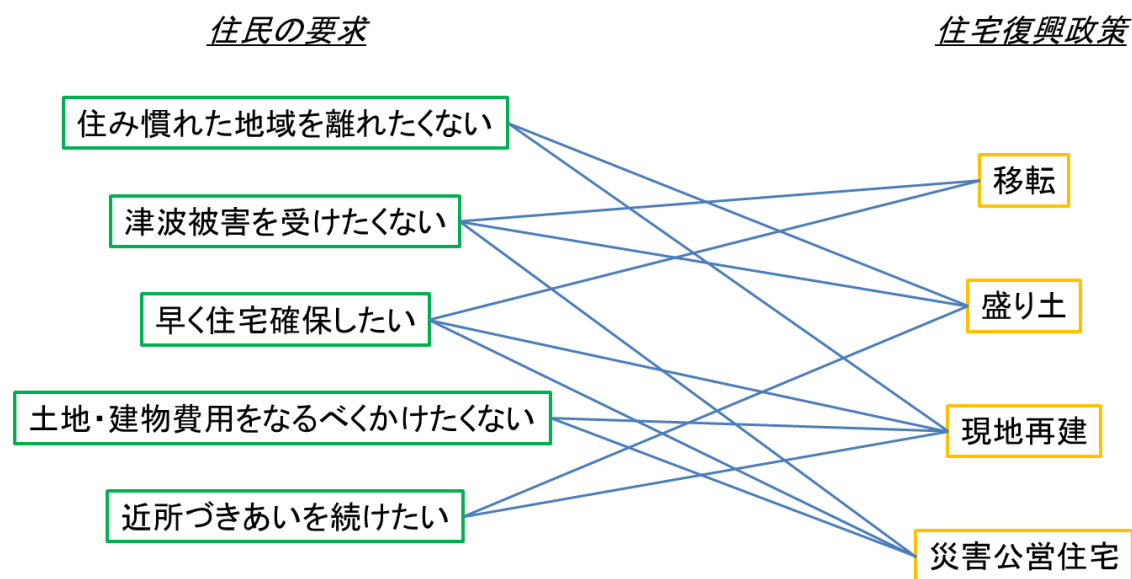 住民の要求
住宅復興政策
住み慣れた地域を離れたくない
津波被害を受けたくない
早く住宅確保したい
土地・建物費用をなるべくかけたくない
近所づきあいを続けたい
移転
盛り土
現地再建
災害公営住宅